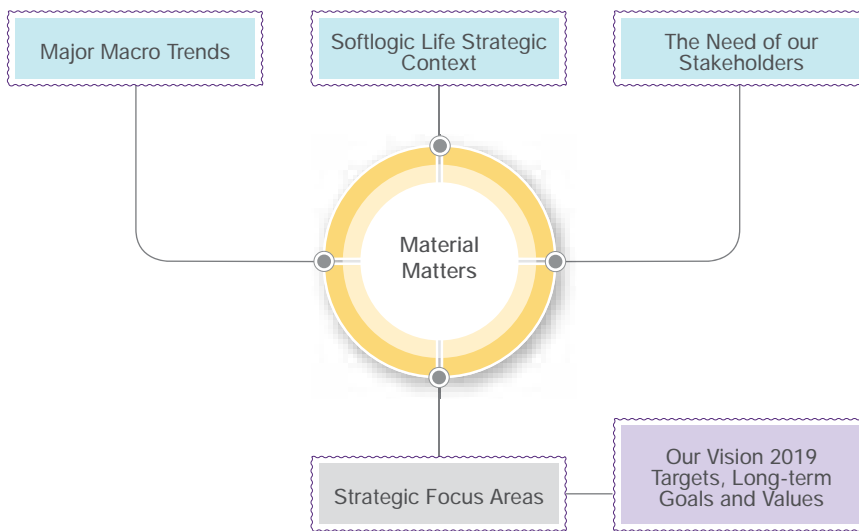 Major Macro Trends
Softlogic Life Strategic
Context
The Need of our
Stakeholders
Material
Matters
Strategic Focus Areas
Our Vision 2019
Targets, Long-term
Goals and Values